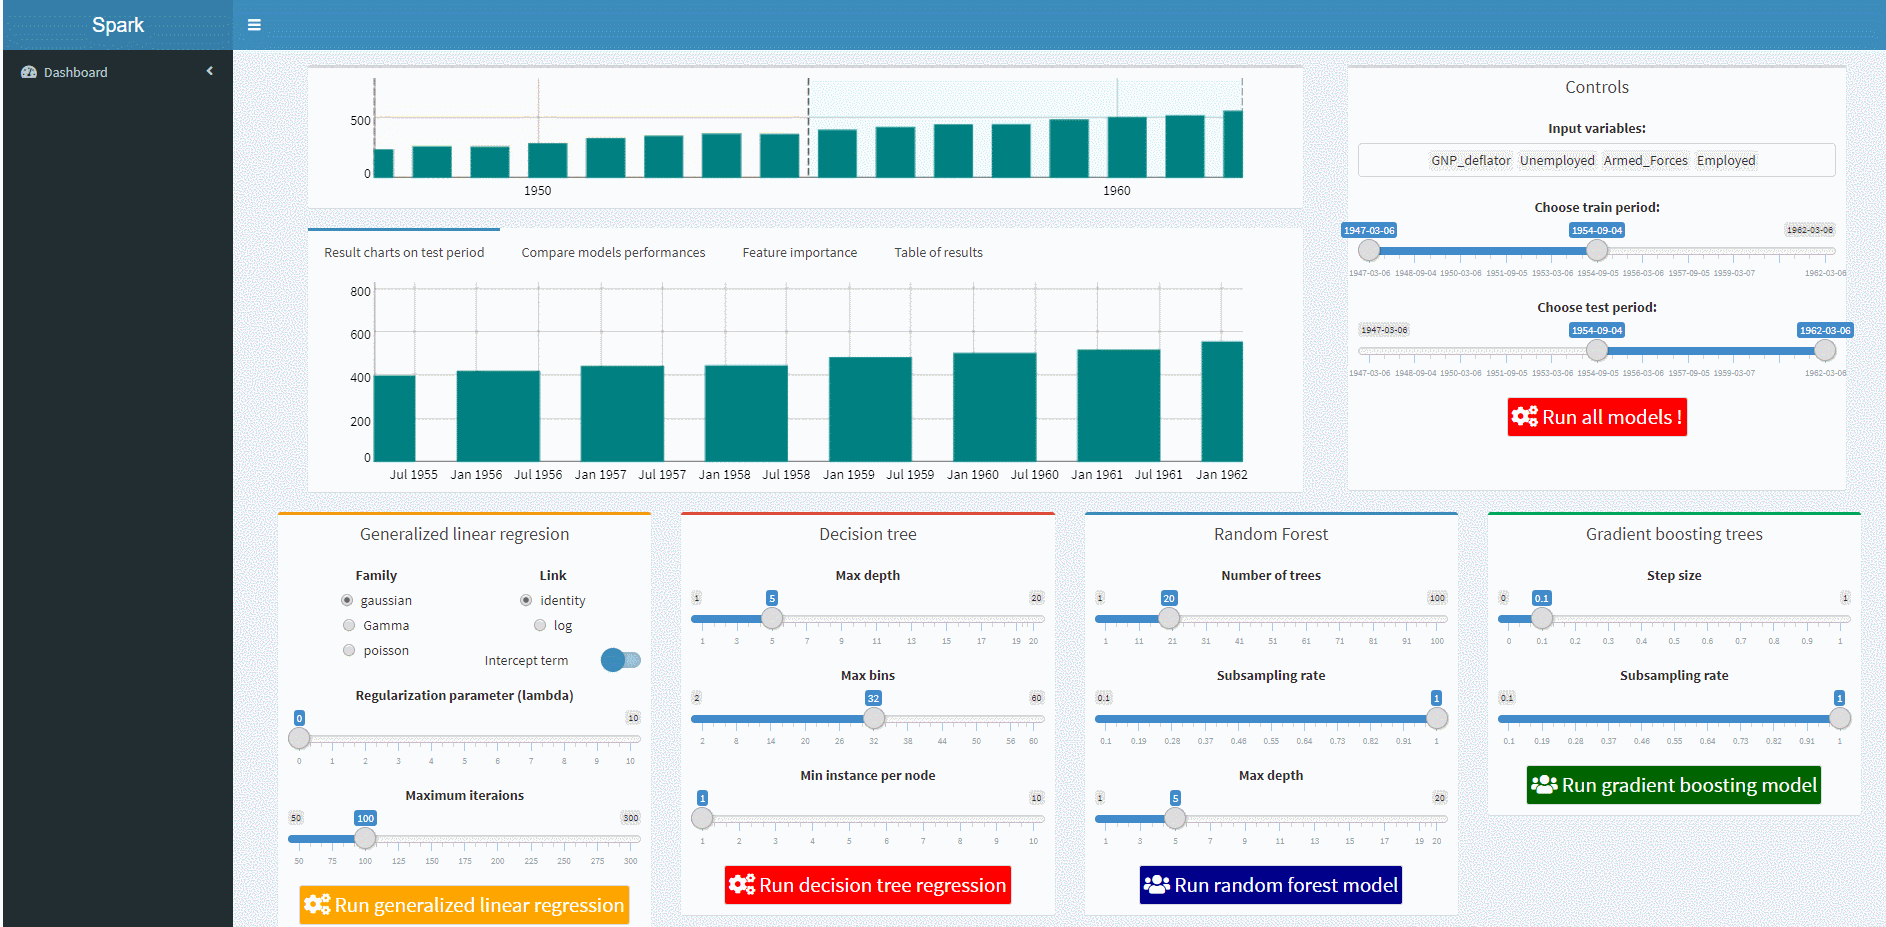 Spark
Dashboard
500
0
1950 1960
Result charts on test period Compare models performances Feature importance Table of results
800
600
400
200
0
Jul 1955 Jan 1956 Jul 1956 Jan 1957 Jul 1957 Jan 1958 Jul 1958 Jan 1959 Jul 1959 Jan 1960 Jul 1960 Jan 1961 Jul 1961 Jan 1962
Controls
Input variables:
GNP_deflator Unemployed Armed_Forces Employed
Choose train period:
1947-03-06 1954-09-04 1962-03-06
1947-03-06 1948-09-04 1950-03-06 1951-09-05 1953-03-06 1954-09-05 1956-03-06 1957-09-05 1959-03-07 1962-03-06
Choose test period:
1947-03-06 1954-09-04 1962-03-06
1947-03-06 1948-09-04 1950-03-06 1951-09-05 1953-03-06 1954-09-05 1956-03-06 1957-09-05 1959-03-07 1962-03-06
Run all models !
Generalized linear regresion
Family Link
gaussian identity
Gamma log
poisson
Intercept term
Regularization parameter (lambda)
0 10
0 1 2 3 4 5 6 7 8 9 10
Maximum iteraions
50 100 300
50 75 100 125 150 175 200 225 250 275 300
Run generalized linear regression
Decision tree
Max depth
1 5 20
1 3 5 7 9 11 13 15 17 19 20
Max bins
2 32 60
2 8 14 20 26 32 38 44 50 56 60
Min instance per node
1 10
1 2 3 4 5 6 7 8 9 10
Run decision tree regression
Random Forest
Number of trees
1 20 100
1 11 21 31 41 51 61 71 81 91 100
Subsampling rate
0.1 1
0.1 0.19 0.28 0.37 0.46 0.55 0.64 0.73 0.82 0.91 1
Max depth
1 5 20
1 3 5 7 9 11 13 15 17 19 20
Run random forest model
Gradient boosting trees
Step size
0 0.1 1
0 0.1 0.2 0.3 0.4 0.5 0.6 0.7 0.8 0.9 1
Subsampling rate
0.1 1
0.1 0.19 0.28 0.37 0.46 0.55 0.64 0.73 0.82 0.91 1
Run gradient boosting model